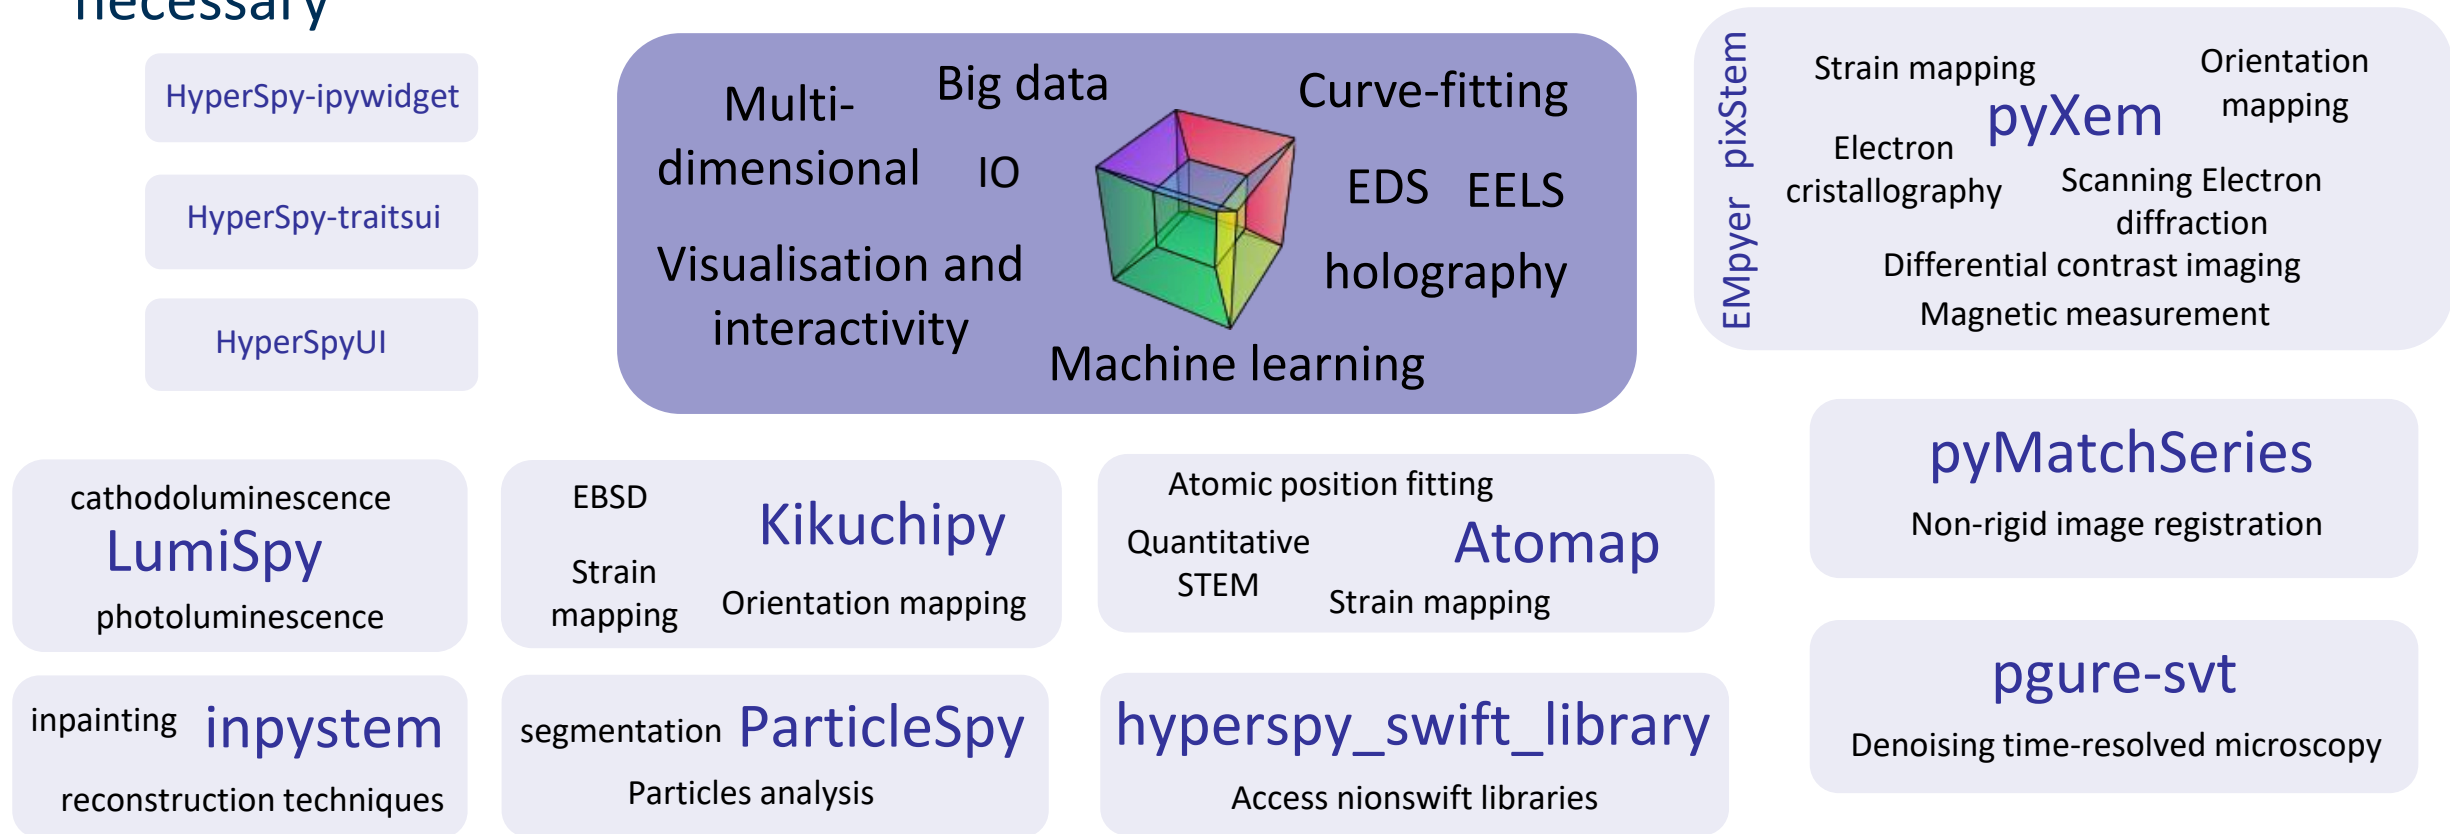 necessary
HyperSpy-ipywidget
HyperSpy-traitsui
HyperSpyUI
Multi-
dimensional
Big data
IO
Visualisation and
interactivity
Curve-fitting
EDS EELS
holography
Machine learning
EMpyer pixStem
Strain mapping
Orientation
mapping
pyXem
Electron
cristallography
Scanning Electron
diffraction
Differential contrast imaging
Magnetic measurement
pyMatchSeries
Non-rigid image registration
cathodoluminescence
LumiSpy
photoluminescence
EBSD
Kikuchipy
Strain
mapping
Orientation mapping
Atomic position fitting
Quantitative
STEM
Atomap
Strain mapping
inpainting inpystem
reconstruction techniques
segmentation ParticleSpy
Particles analysis
hyperspy_swift_library
Access nionswift libraries
pgure-svt
Denoising time-resolved microscopy